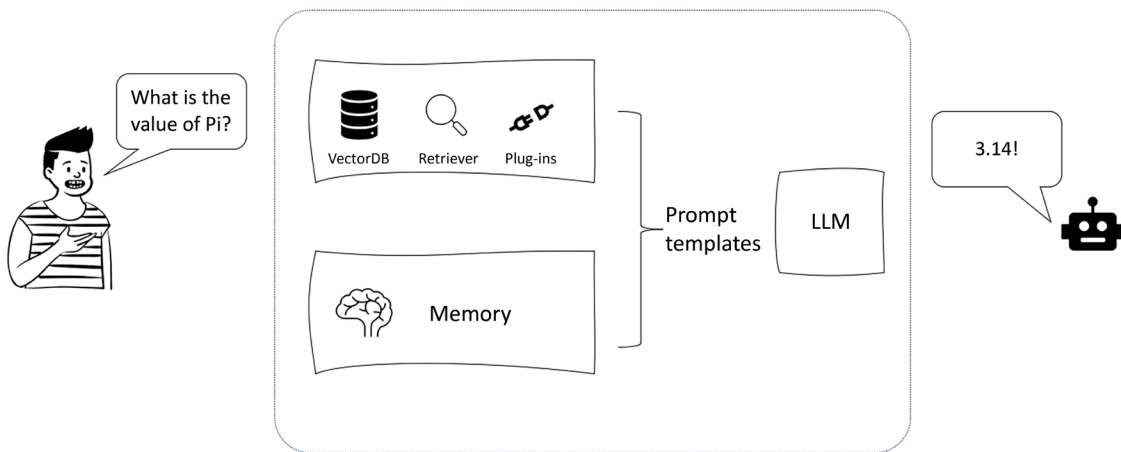 What is the
value of Pi?
VectorDB
Retriever
Plug-ins
Memory
Prompt
templates
LLM
3.14!